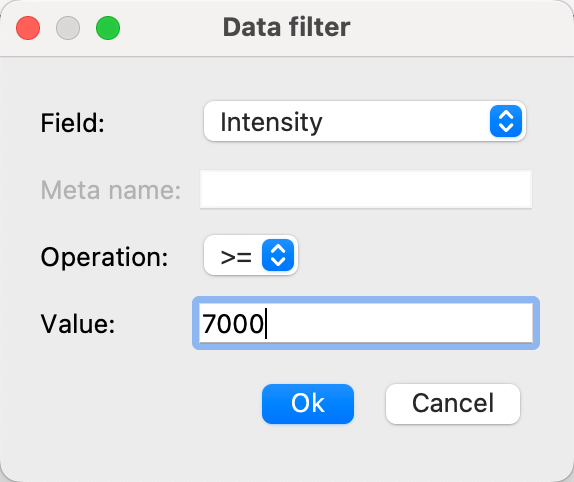 Data filter
Field: Intensity
Meta name:
Operation: >=
Value: 7000
Ok Cancel